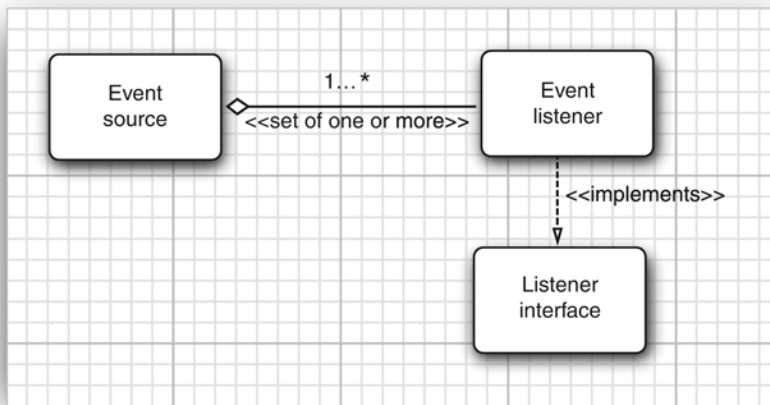 Event
source
1...*
<<set of one or more>>
Event
listener
<<implements>>
Listener
interface